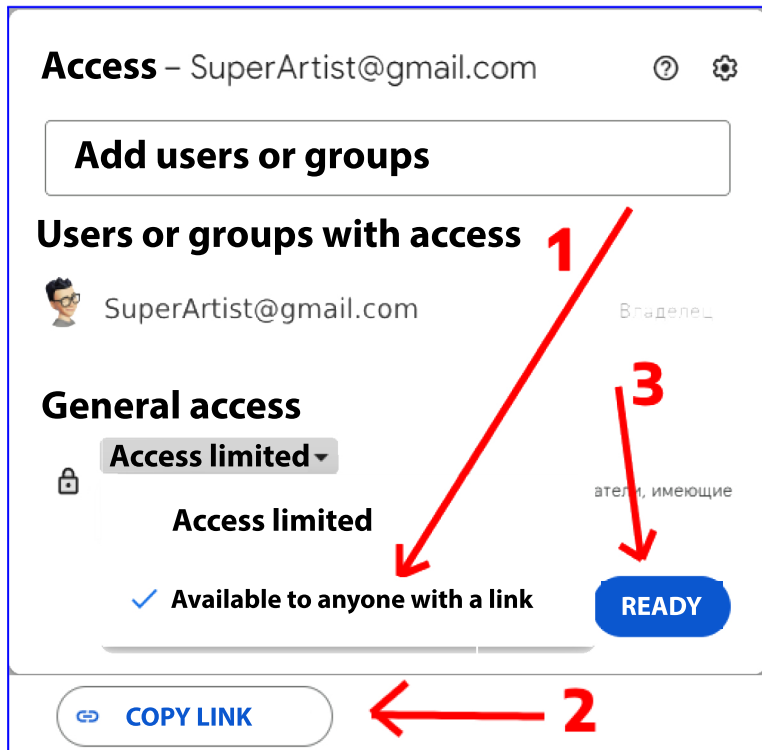 Access – SuperArtist@gmail.com
Add users or groups
Users or groups with access
1
SuperArtist@gmail.com
Владелец
3
General access
Access limited
атели, имеющие
Access limited
Available to anyone with a link
READY
COPY LINK
2